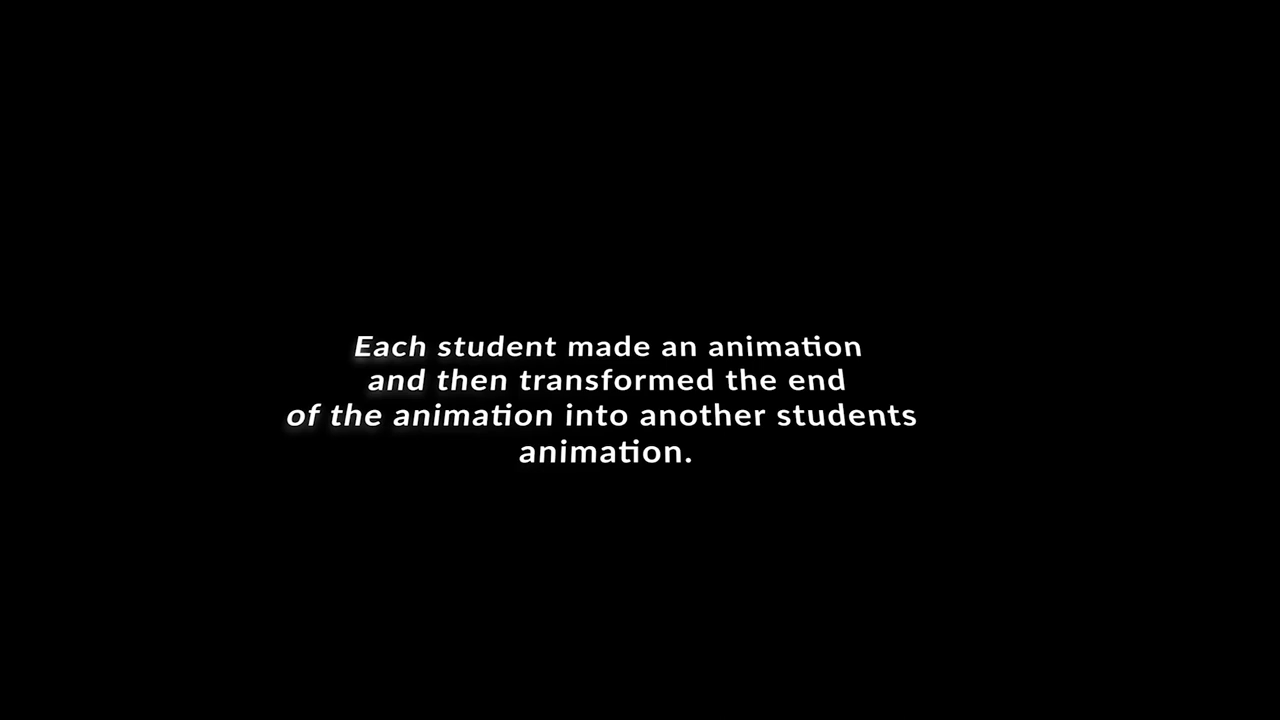 Each student made an animation
and then transformed the end
of the animation into another students
animation.